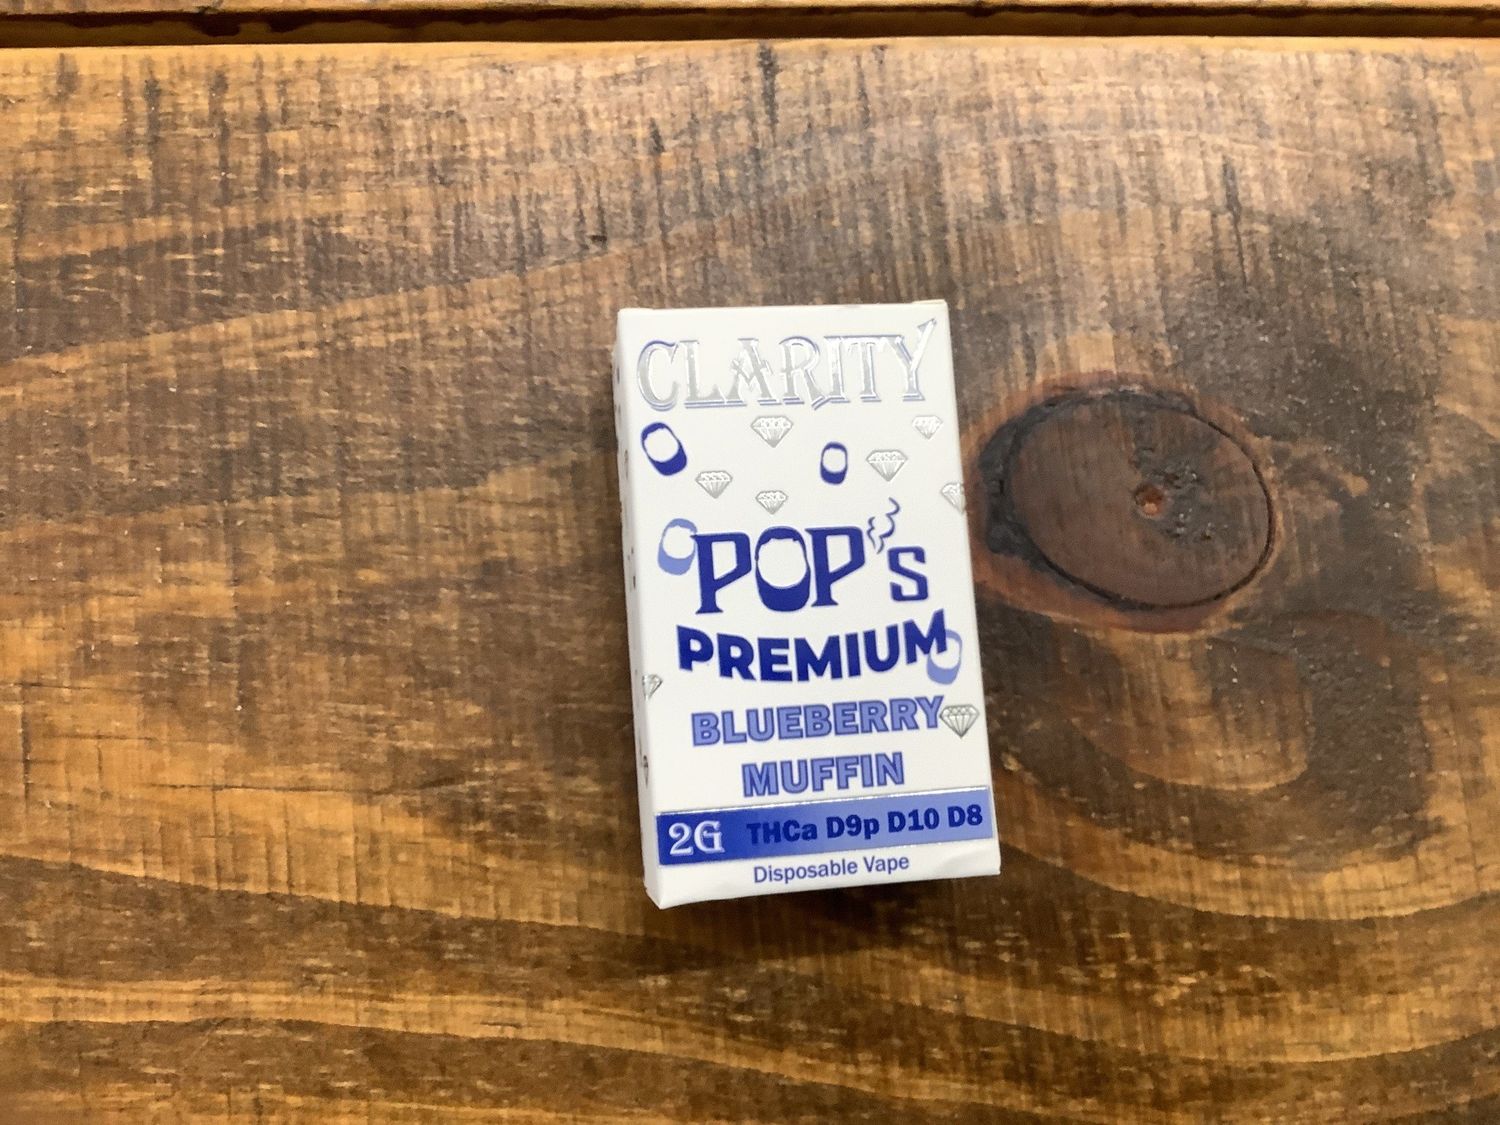 CLARITY
POP's
PREMIUM
BLUEBERRY
MUFFIN
2G THCa D9p D10 D8
Disposable Vape